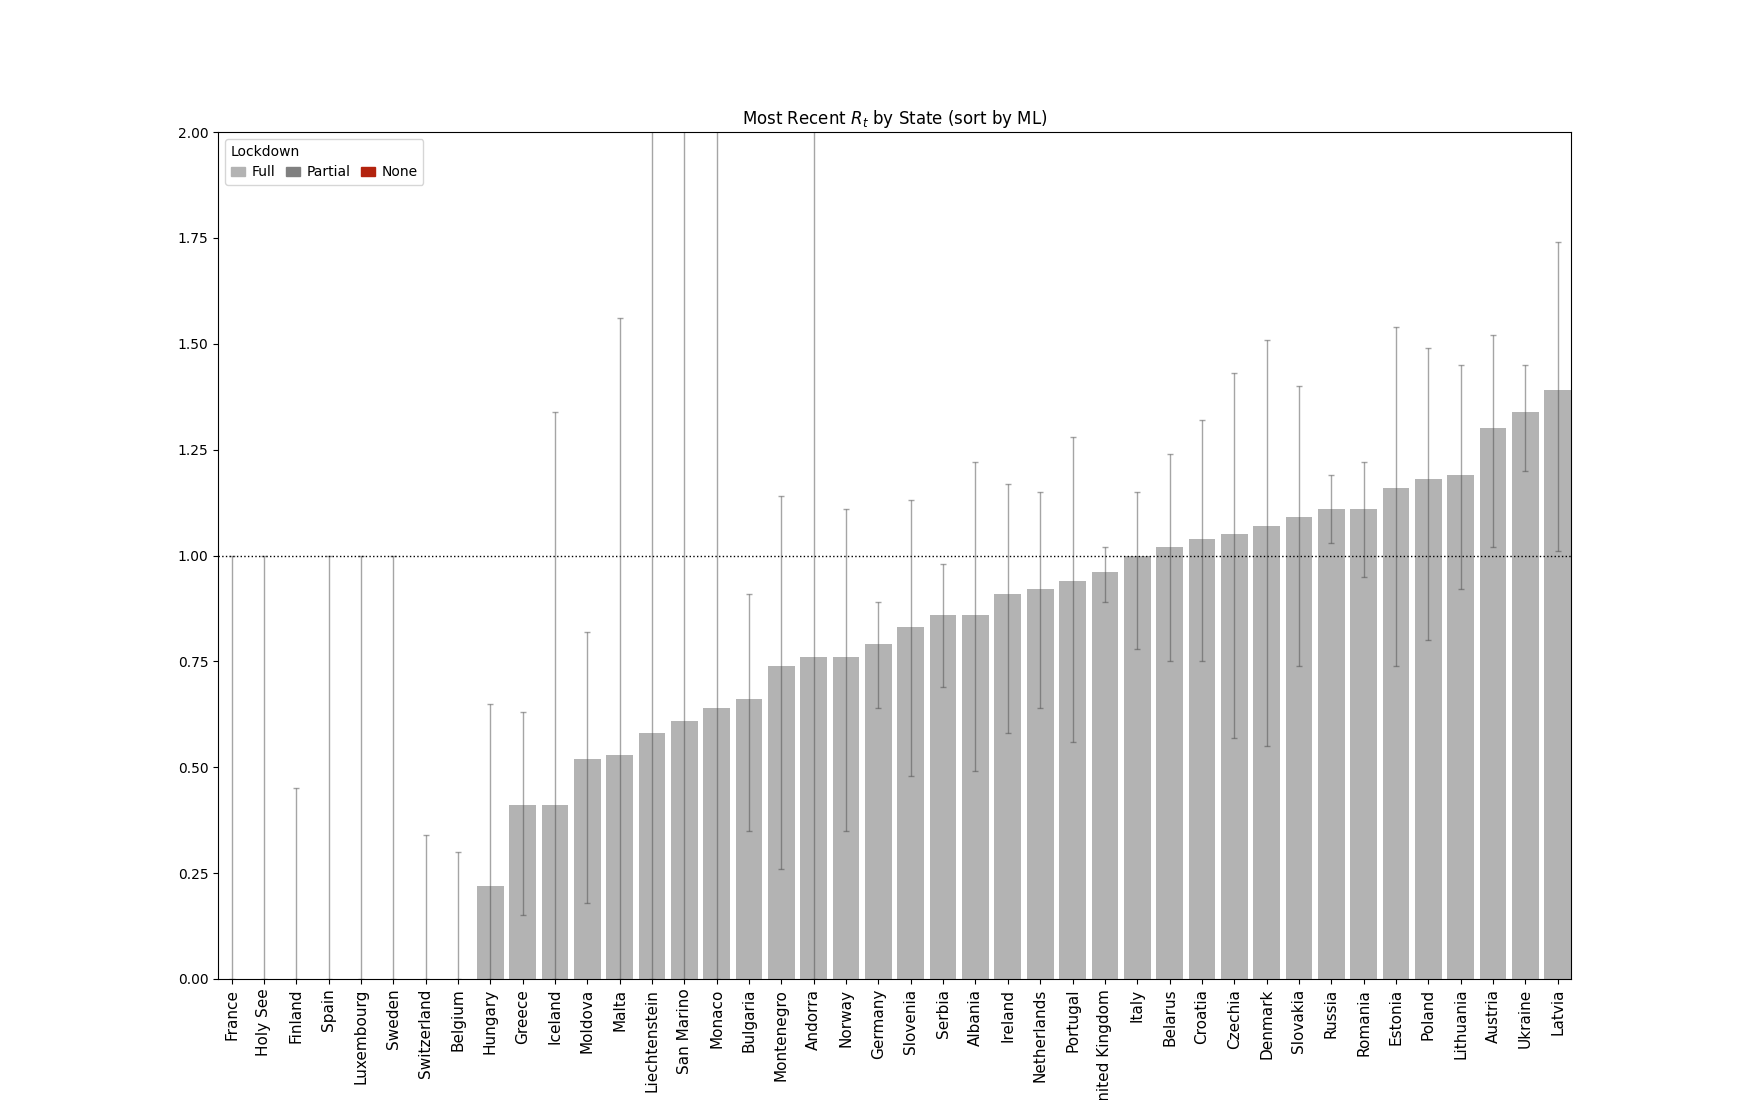 Most Recent Rt by State (sort by ML)
2.00
Lockdown
Full Partial None
1.75
1.50
1.25
1.00
0.75
0.50
0.25
0.00
France
Holy See
Finland
Spain
Luxembourg
Sweden
Switzerland
Belgium
Hungary
Greece
Iceland
Moldova
Malta
Liechtenstein
San Marino
Monaco
Bulgaria
Montenegro
Andorra
Norway
Germany
Slovenia
Serbia
Albania
Ireland
Netherlands
Portugal
nited Kingdom
Italy
Belarus
Croatia
Czechia
Denmark
Slovakia
Russia
Romania
Estonia
Poland
Lithuania
Austria
Ukraine
Latvia